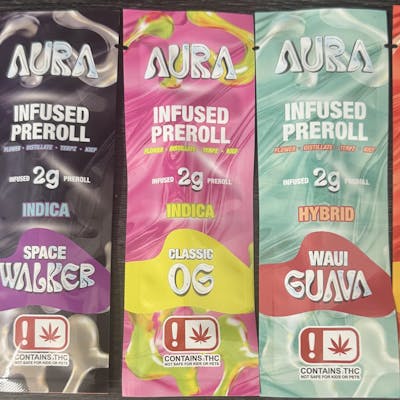 AURA
INFUSED
PREROLL
FLOWER - DISTILLATE - TERPZ - KIEF
INFUSED 2g PREROLL
INDICA
SPACE
WALKER
!
CONTAINS THC
NOT SAFE FOR KIDS OR PETS
AURA
INFUSED
PREROLL
FLOWER - DISTILLATE - TERPZ - KIEF
INFUSED 2g PREROLL
INDICA
CLASSIC
OG
!
CONTAINS THC
NOT SAFE FOR KIDS OR PETS
AURA
INFUSED
PREROLL
FLOWER - DISTILLATE - TERPZ - KIEF
INFUSED 2g PREROLL
HYBRID
WAUI
GUAVA
!
CONTAINS THC
NOT SAFE FOR KIDS OR PETS